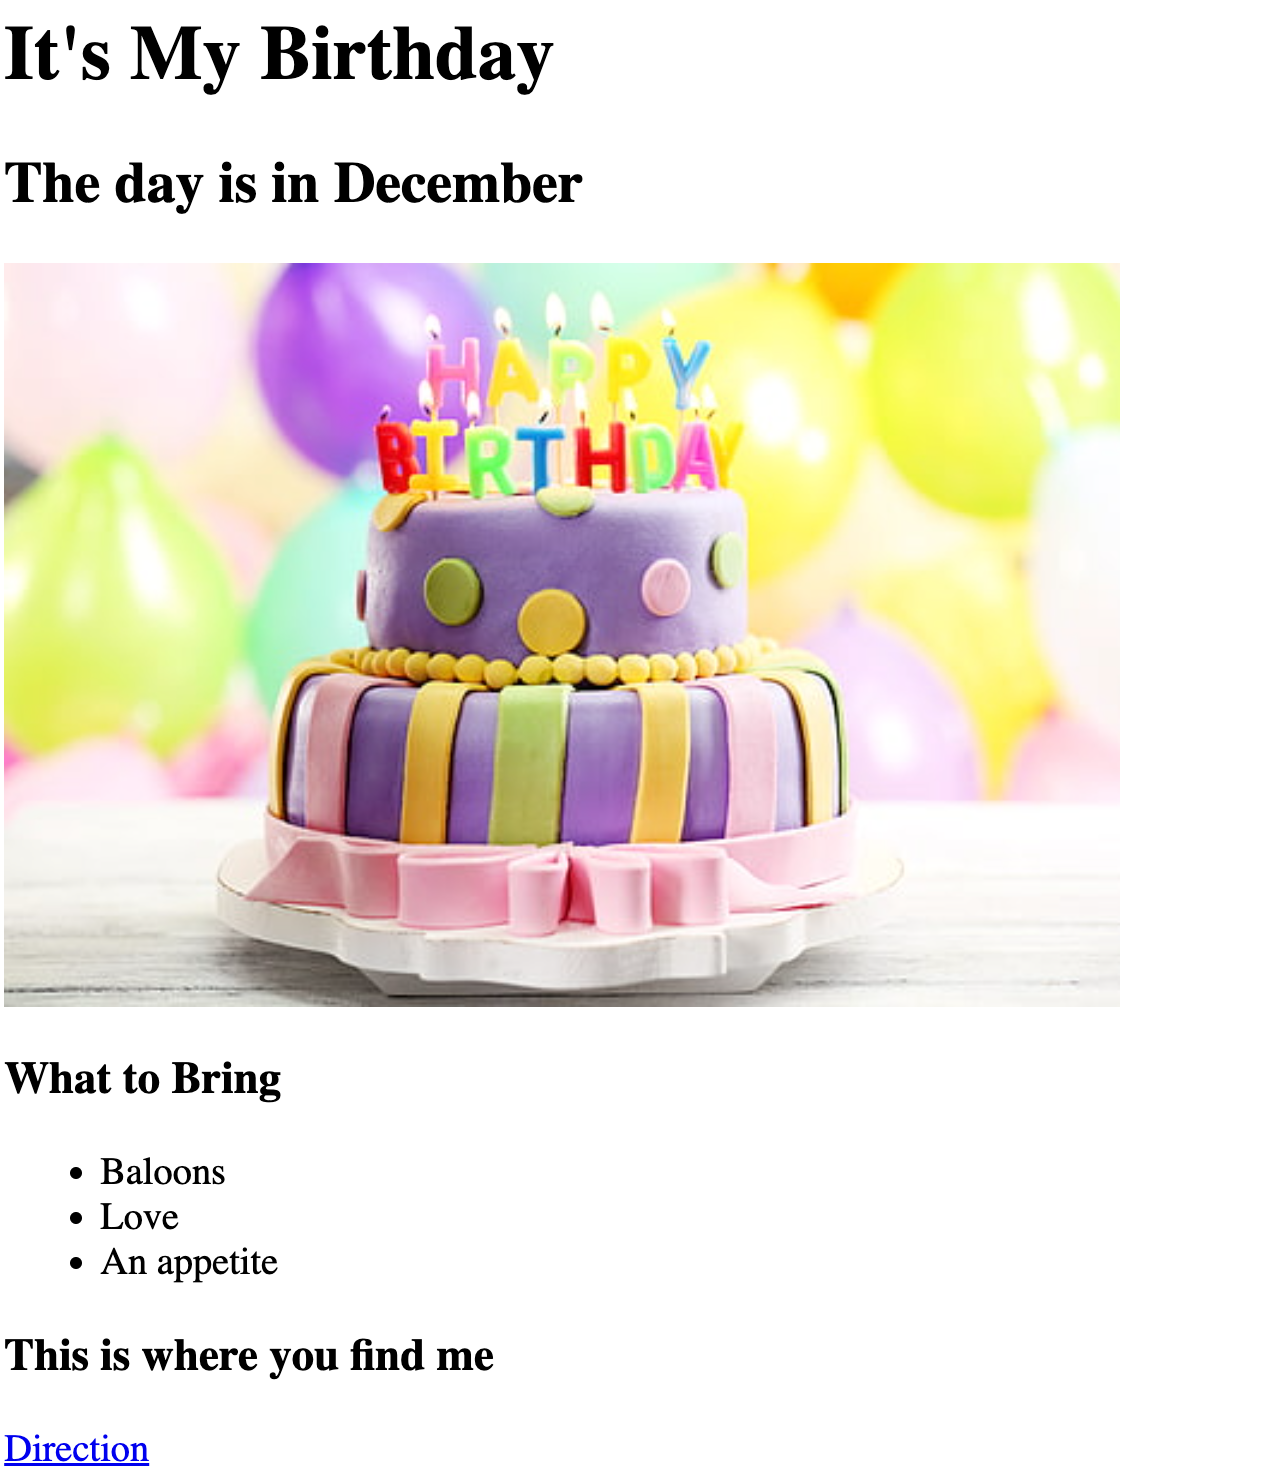 It's My Birthday
The day is in December
HAPPY
BIRTHDAY
What to Bring
Baloons
Love
An appetite
This is where you find me
Direction